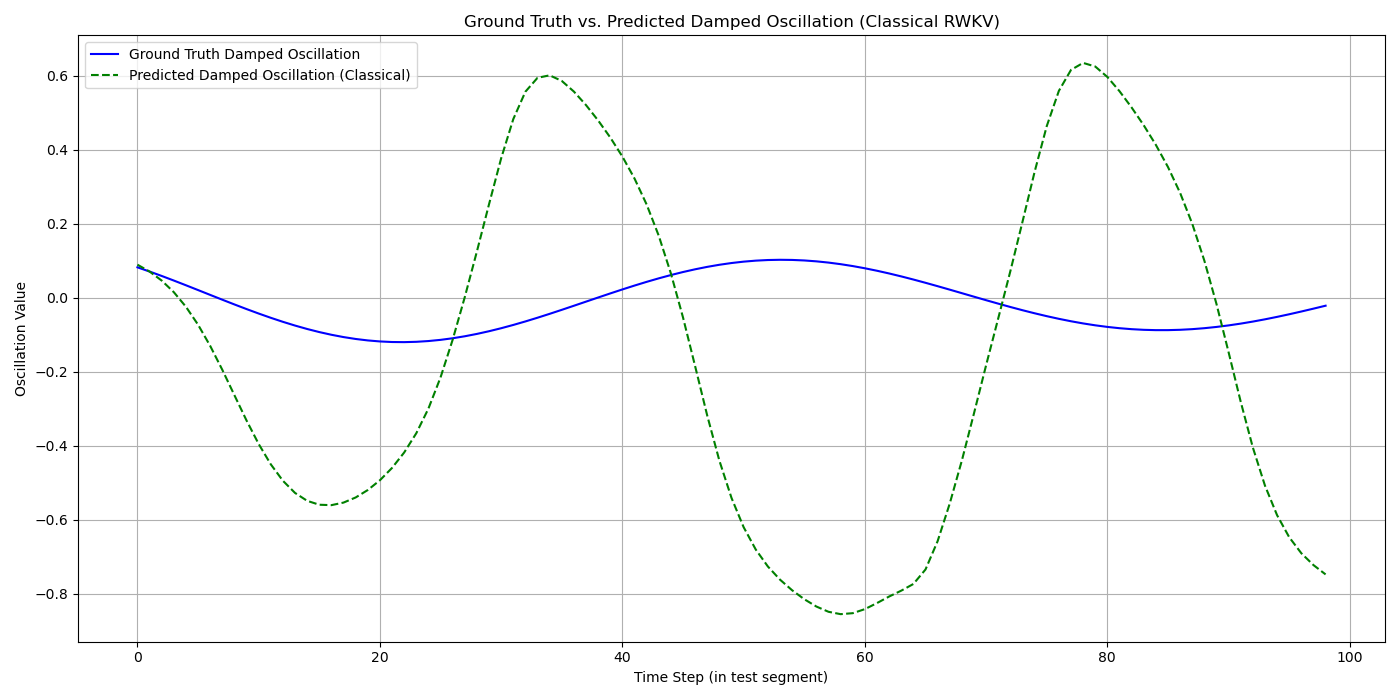 Ground Truth vs. Predicted Damped Oscillation (Classical RWKV)
Ground Truth Damped Oscillation
Predicted Damped Oscillation (Classical)
Oscillation Value
0.6
0.4
0.2
0.0
−0.2
−0.4
−0.6
−0.8
0 20 40 60 80 100
Time Step (in test segment)